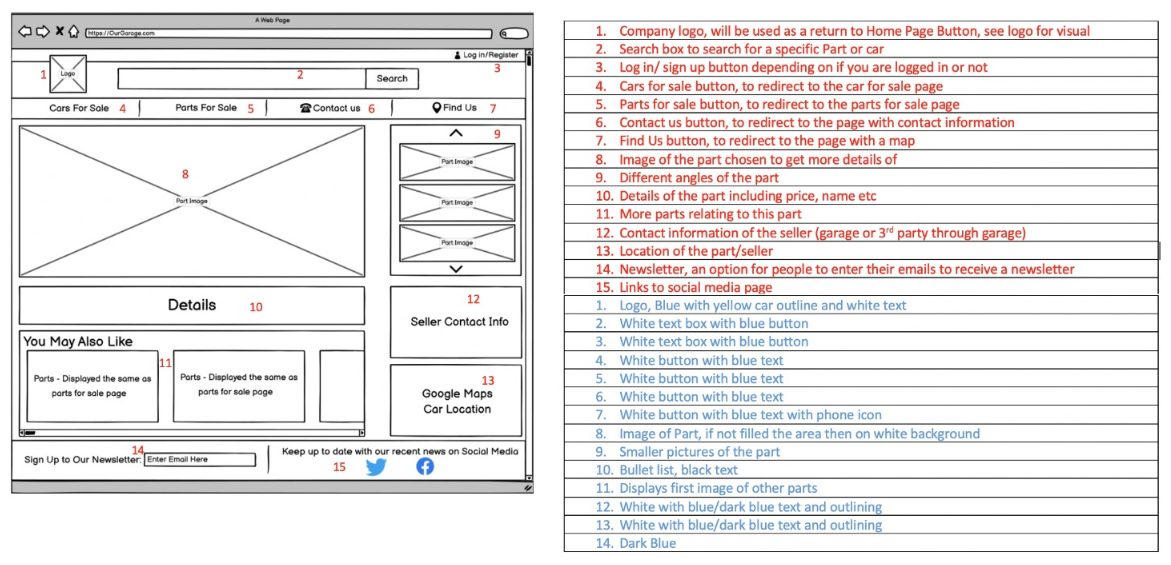 A Web Page
https://OurGarage.com
Log in/Register
1 Logo 2 Search 3
Cars For Sale 4 Parts For Sale 5 Contact us 6 Find Us 7
9
8
Part Image
Part Image
Part Image
Part Image
Details 10
12
Seller Contact Info
You May Also Like
11
Parts - Displayed the same as
parts for sale page
Parts - Displayed the same as
parts for sale page
13
Google Maps
Car Location
14
Sign Up to Our Newsletter: Enter Email Here
Keep up to date with our recent news on Social Media
15
1. Company logo, will be used as a return to Home Page Button, see logo for visual
2. Search box to search for a specific Part or car
3. Log in/ sign up button depending on if you are logged in or not
4. Cars for sale button, to redirect to the car for sale page
5. Parts for sale button, to redirect to the parts for sale page
6. Contact us button, to redirect to the page with contact information
7. Find Us button, to redirect to the page with a map
8. Image of the part chosen to get more details of
9. Different angles of the part
10. Details of the part including price, name etc
11. More parts relating to this part
12. Contact information of the seller (garage or 3rd party through garage)
13. Location of the part/seller
14. Newsletter, an option for people to enter their emails to receive a newsletter
15. Links to social media page
1. Logo, Blue with yellow car outline and white text
2. White text box with blue button
3. White text box with blue button
4. White button with blue text
5. White button with blue text
6. White button with blue text
7. White button with blue text with phone icon
8. Image of Part, if not filled the area then on white background
9. Smaller pictures of the part
10. Bullet list, black text
11. Displays first image of other parts
12. White with blue/dark blue text and outlining
13. White with blue/dark blue text and outlining
14. Dark Blue